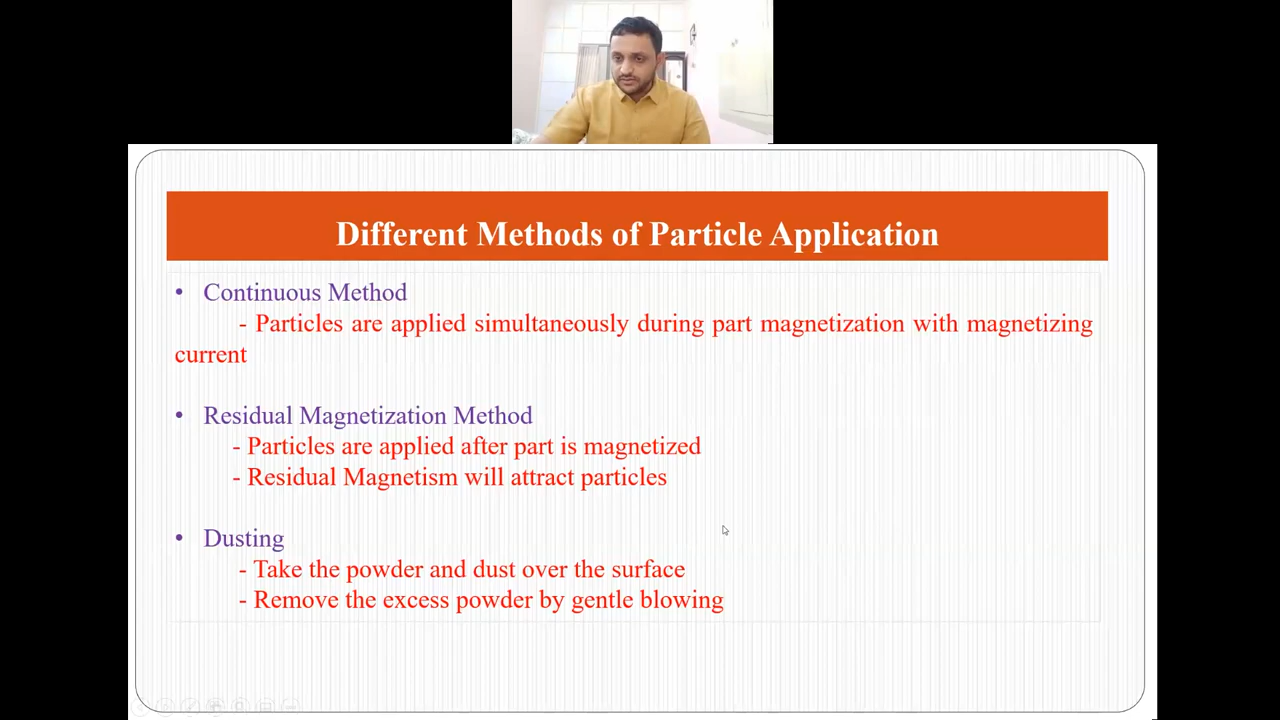 Different Methods of Particle Application
• Continuous Method
- Particles are applied simultaneously during part magnetization with magnetizing
current
• Residual Magnetization Method
- Particles are applied after part is magnetized
- Residual Magnetism will attract particles
• Dusting
- Take the powder and dust over the surface
- Remove the excess powder by gentle blowing